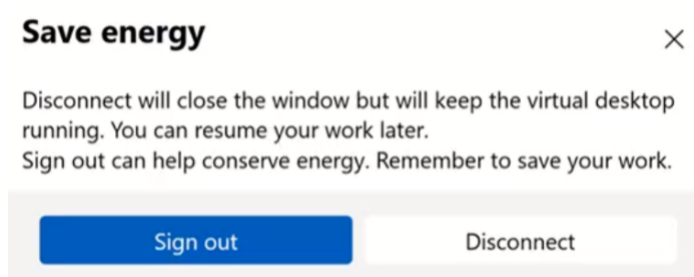 Save energy
Disconnect will close the window but will keep the virtual desktop
running. You can resume your work later.
Sign out can help conserve energy. Remember to save your work.
Sign out
Disconnect